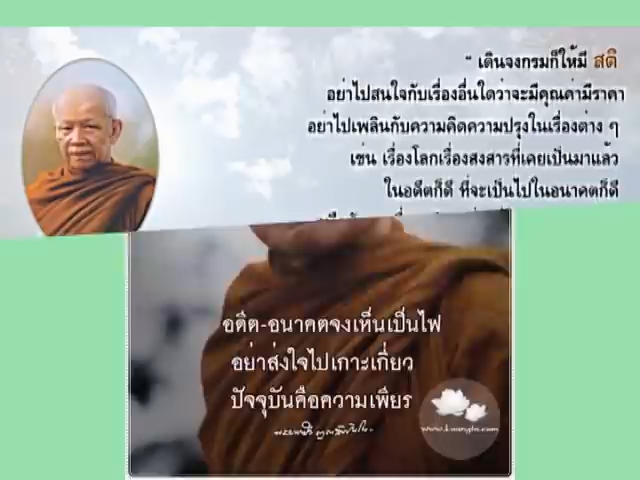 " เดินจงกรมก็ให้มี สติ
อย่าไปสนใจกับเรื่องอื่นใดว่าจะมีคุณค่ามีราคา
อย่าไปเพลินกับความคิดความปรุงในเรื่องต่าง ๆ
เช่น เรื่องโลกเรื่องสงสารที่เคยเป็นมาแล้ว
ในอดีตก็ดี ที่จะเป็นไปในอนาคตก็ดี
อดีต-อนาคตจงเห็นเป็นไฟ
อย่าส่งใจไปเกาะเกี่ยว
ปัจจุบันคือความเพียร